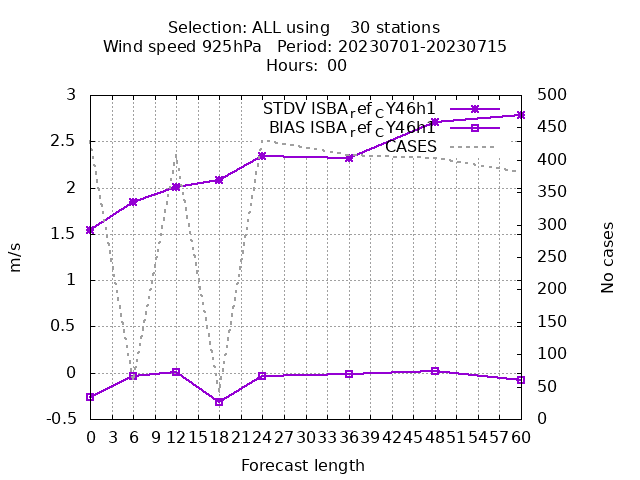 Selection: ALL using 30 stations
Wind speed 925hPa Period: 20230701-20230715
Hours: 00
STDV ISBA_ref_CY46h1
BIAS ISBA_ref_CY46h1
CASES
3
2.5
2
1.5
1
0.5
0
-0.5
m/s
500
450
400
350
300
250
200
150
100
50
0
No cases
0 3 6 9 12 15 18 21 24 27 30 33 36 39 42 45 48 51 54 57 60
Forecast length